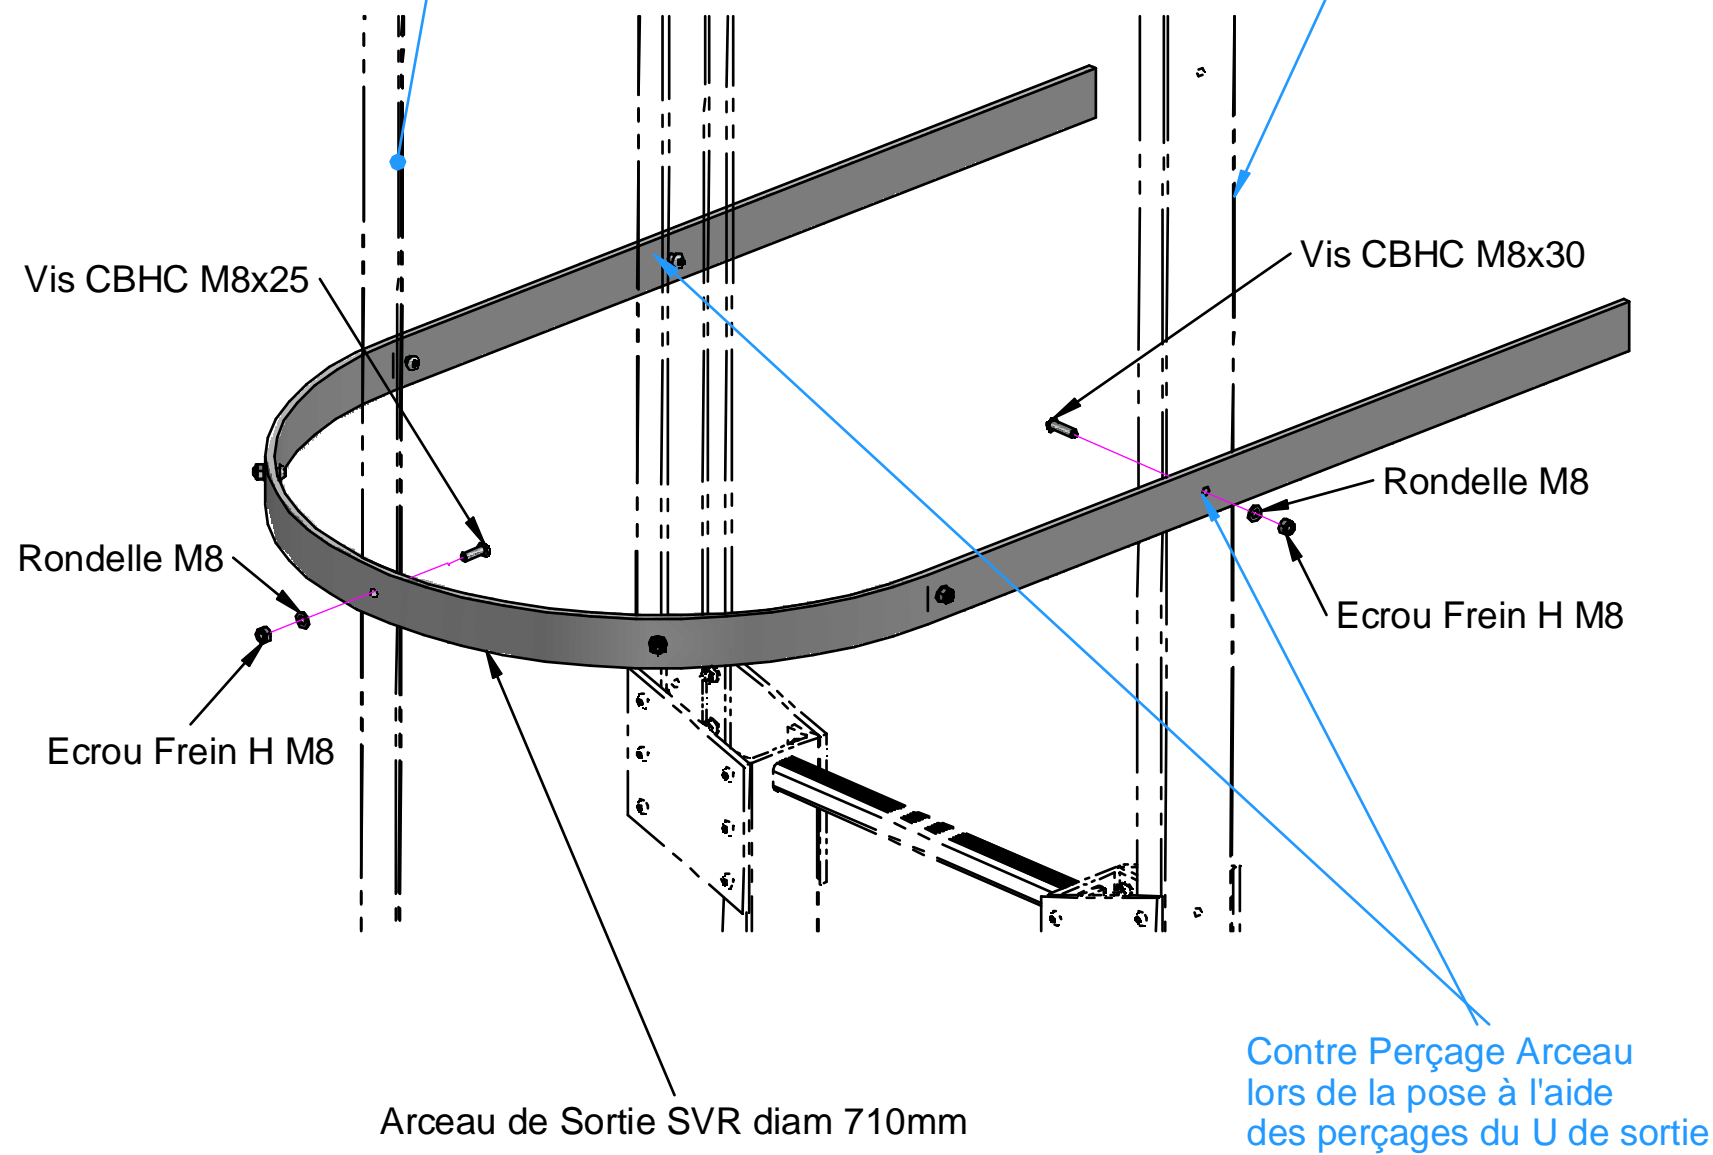 Vis CBHC M8x25
Vis CBHC M8x30
Rondelle M8
Rondelle M8
Ecrou Frein H M8
Ecrou Frein H M8
Arceau de Sortie SVR diam 710mm
Contre Perçage Arceau
lors de la pose à l'aide
des perçages du U de sortie